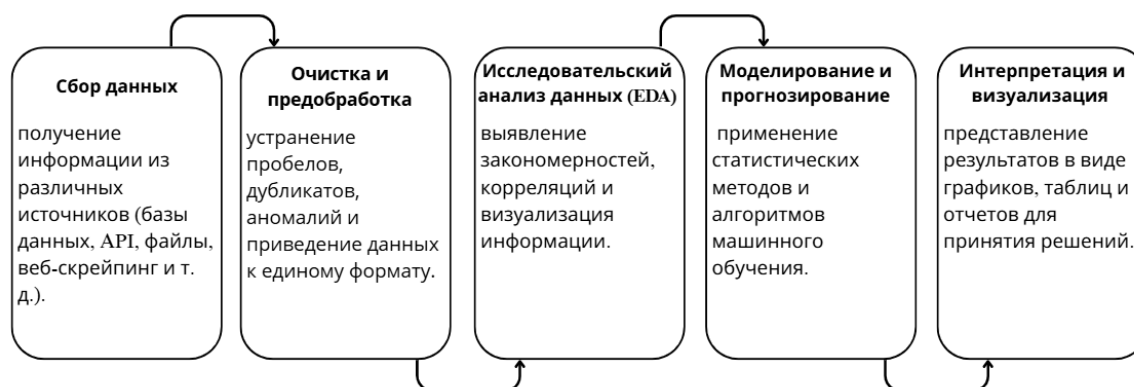 Сбор данных
получение
информации из
различных
источников (базы
данных, API, файлы,
веб-скрейпинг и т.
д.).
Очистка и
предобработка
устранение
пробелов,
дубликатов,
аномалий и
приведение данных
к единому формату.
Исследовательский
анализ данных (EDA)
выявление
закономерностей,
корреляций и
визуализация
информации.
Моделирование и
прогнозирование
применение
статистических
методов и
алгоритмов
машинного
обучения.
Интерпретация и
визуализация
представление
результатов в виде
графиков, таблиц и
отчетов для
принятия решений.